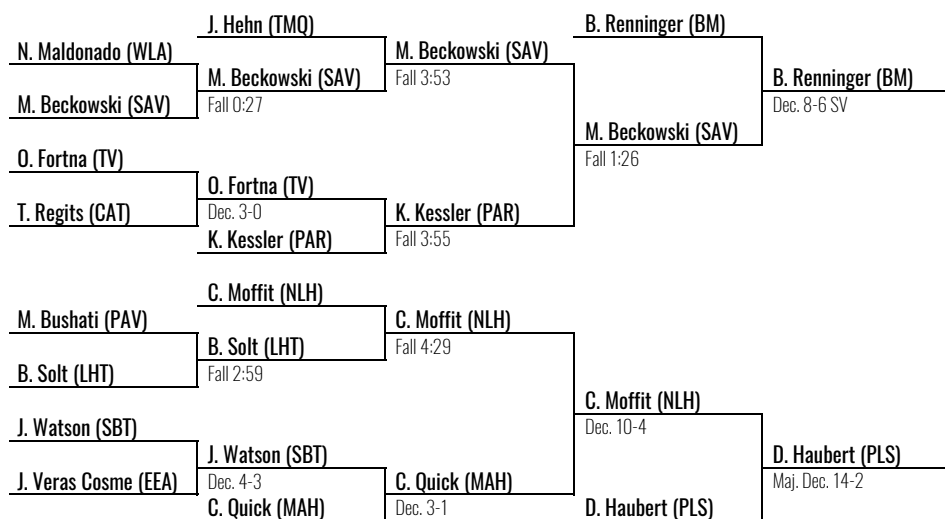 J. Hehn (TMQ)
B. Renninger (BM)
N. Maldonado (WLA)
M. Beckowski (SAV)
M. Beckowski (SAV)
Fall 3:53
B. Renninger (BM)
Dec. 8-6 SV
M. Beckowski (SAV)
Fall 0:27
M. Beckowski (SAV)
Fall 1:26
O. Fortna (TV)
O. Fortna (TV)
Dec. 3-0
T. Regits (CAT)
K. Kessler (PAR)
Fall 3:55
K. Kessler (PAR)
C. Moffit (NLH)
M. Bushati (PAV)
C. Moffit (NLH)
Fall 4:29
B. Solt (LHT)
Fall 2:59
B. Solt (LHT)
C. Moffit (NLH)
Dec. 10-4
J. Watson (SBT)
J. Watson (SBT)
Dec. 4-3
D. Haubert (PLS)
Maj. Dec. 14-2
J. Veras Cosme (EEA)
C. Quick (MAH)
Dec. 3-1
C. Quick (MAH)
D. Haubert (PLS)